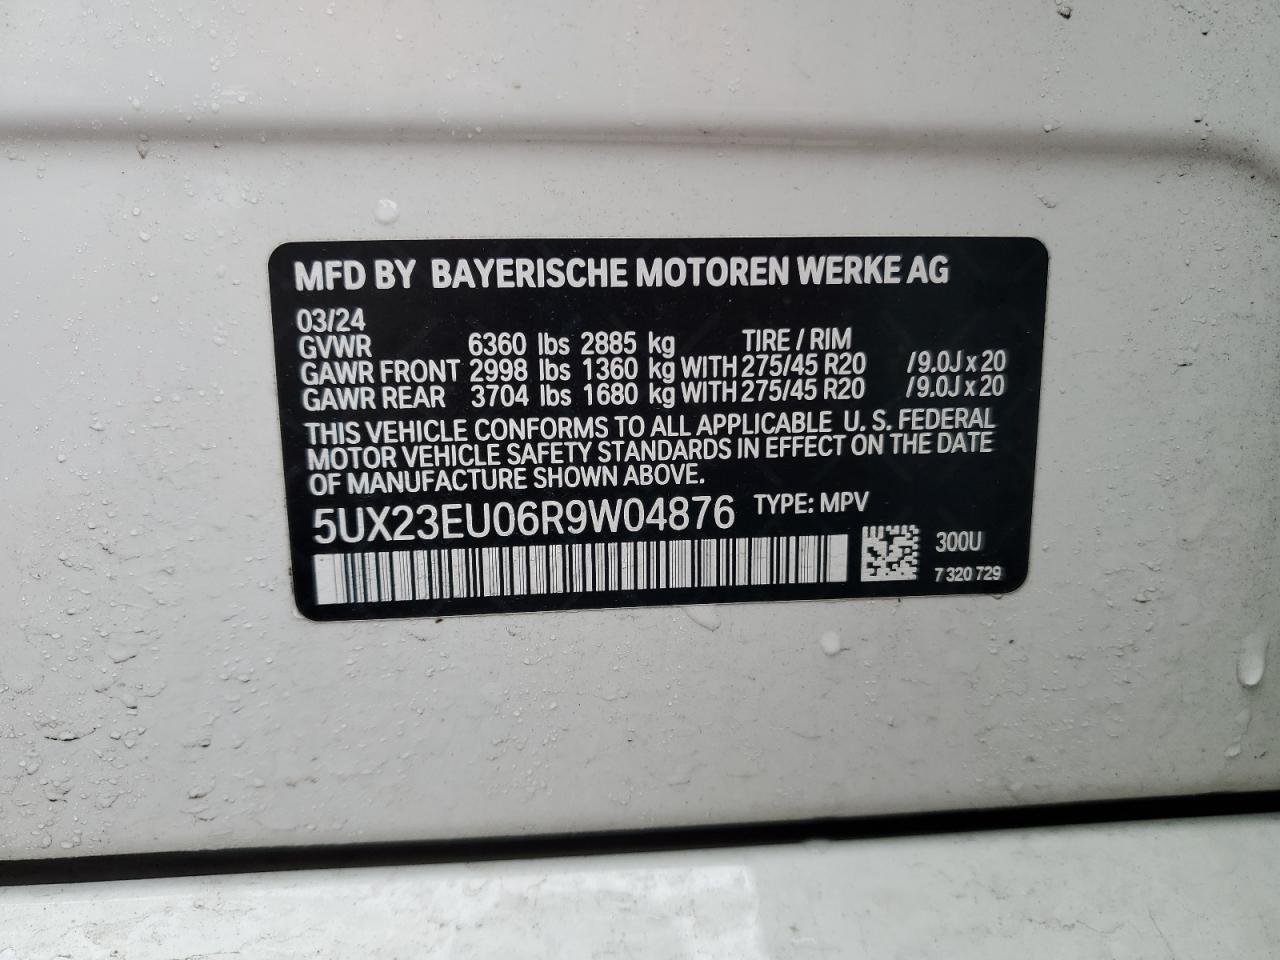 MFD BY BAYERISCHE MOTOREN WERKE AG
03/24
GVWR 6360 lbs 2885 kg TIRE / RIM
GAWR FRONT 2998 lbs 1360 kg WITH 275/45 R20 /9.0J x 20
GAWR REAR 3704 lbs 1680 kg WITH 275/45 R20 /9.0J x 20
THIS VEHICLE CONFORMS TO ALL APPLICABLE U. S. FEDERAL
MOTOR VEHICLE SAFETY STANDARDS IN EFFECT ON THE DATE
OF MANUFACTURE SHOWN ABOVE.
5UX23EU06R9W04876 TYPE: MPV
300U
7 320 729